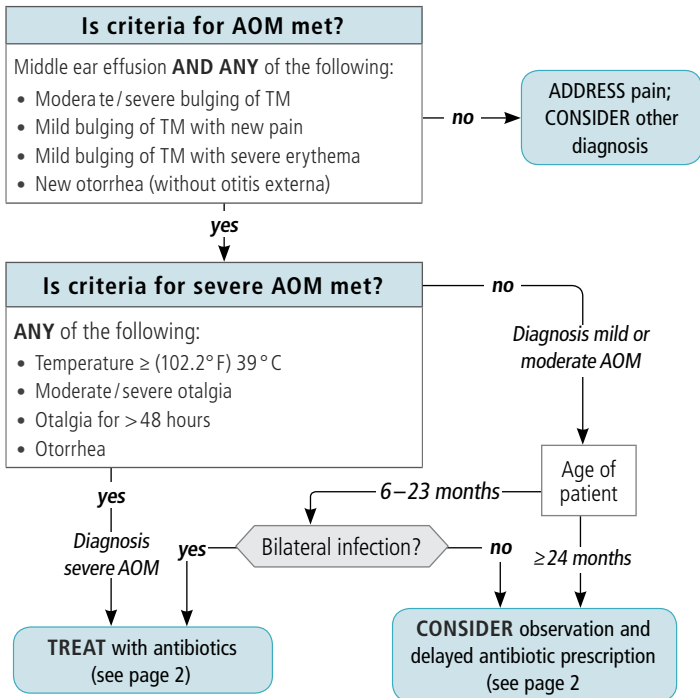 Is criteria for AOM met?
Middle ear effusion AND ANY of the following:
• Modera te/severe bulging of TM
• Mild bulging of TM with new pain
• Mild bulging of TM with severe erythema
• New otorrhea (without otitis externa)
no
ADDRESS pain;
CONSIDER other
diagnosis
yes
Is criteria for severe AOM met?
ANY of the following:
• Temperature ≥ (102.2°F) 39°C
• Moderate/severe otalgia
• Otalgia for >48 hours
• Otorrhea
no
Diagnosis mild or
moderate AOM
Age of
patient
yes
Diagnosis
severe AOM
6–23 months
Bilateral infection?
yes
no
≥24 months
TREAT with antibiotics
(see page 2)
CONSIDER observation and
delayed antibiotic prescription
(see page 2